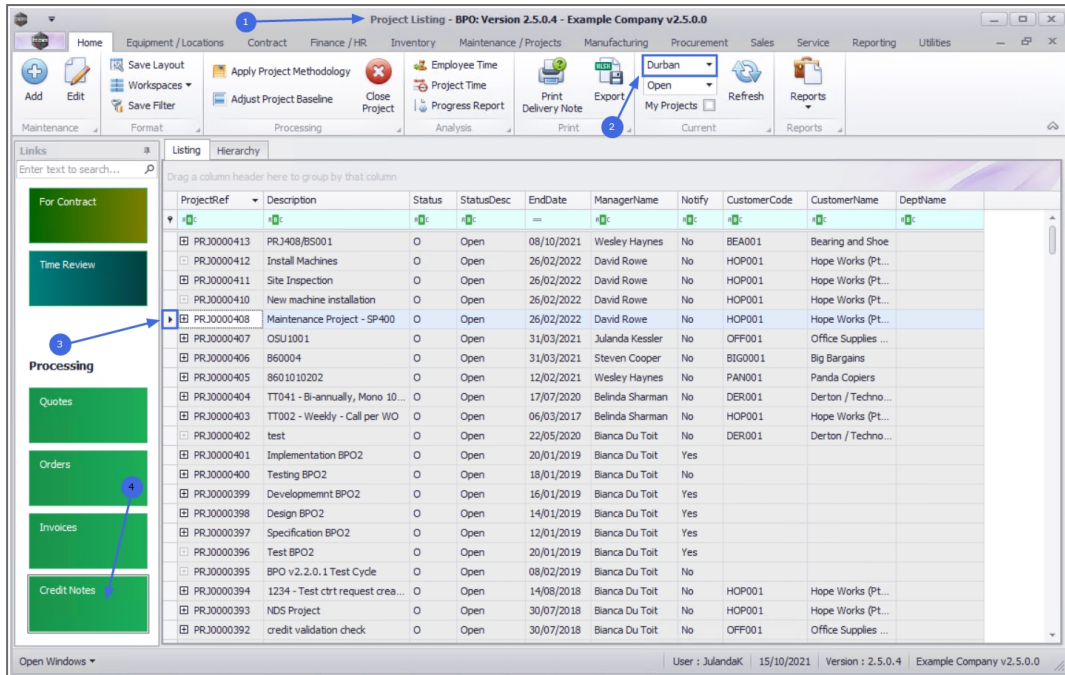 Project Listing - BPO: Version 2.5.0.4 - Example Company v2.5.0.0
1
Home Equipment / Locations Contract Finance / HR Inventory Maintenance / Projects Manufacturing Procurement Sales Service Reporting Utilities
Add
Edit
Maintenance
Save Layout
Workspaces
Save Filter
Format
Apply Project Methodology
Adjust Project Baseline
Close Project
Processing
Employee Time
Project Time
Progress Report
Analysis
Print Delivery Note
Export
Print
2
Durban
Open
My Projects
Refresh
Current
Reports
Reports
Links
Enter text to search...
For Contract
Time Review
3
Processing
Quotes
Orders
4
Invoices
Credit Notes
Listing Hierarchy
Drag a column header here to group by that column
ProjectRef Description Status StatusDesc EndDate ManagerName Notify CustomerCode CustomerName DeptName
PRJ0000413 PRJ408/BS001 O Open 08/10/2021 Wesley Haynes No BEA001 Bearing and Shoe
PRJ0000412 Install Machines O Open 26/02/2022 David Rowe No HOP001 Hope Works (Pt...
PRJ0000411 Site Inspection O Open 26/02/2022 David Rowe No HOP001 Hope Works (Pt...
PRJ0000410 New machine installation O Open 26/02/2022 David Rowe No HOP001 Hope Works (Pt...
PRJ0000408 Maintenance Project - SP400 O Open 26/02/2022 David Rowe No HOP001 Hope Works (Pt...
PRJ0000407 OSU1001 O Open 31/03/2021 Julanda Kessler No OFF001 Office Supplies ...
PRJ0000406 B60004 O Open 31/03/2021 Steven Cooper No BIG0001 Big Bargains
PRJ0000405 8601010202 O Open 12/02/2021 Wesley Haynes No PAN001 Panda Copiers
PRJ0000404 TT041 - Bi-annually, Mono 10... O Open 17/07/2020 Belinda Sharman No DER001 Derton / Techno...
PRJ0000403 TT002 - Weekly - Call per WO O Open 06/03/2017 Belinda Sharman No HOP001 Hope Works (Pt...
PRJ0000402 test O Open 22/05/2020 Bianca Du Toit No DER001 Derton / Techno...
PRJ0000401 Implementation BPO2 O Open 20/01/2019 Bianca Du Toit Yes
PRJ0000400 Testing BPO2 O Open 18/01/2019 Bianca Du Toit No
PRJ0000399 Developmemnt BPO2 O Open 16/01/2019 Bianca Du Toit Yes
PRJ0000398 Design BPO2 O Open 14/01/2019 Bianca Du Toit Yes
PRJ0000397 Specification BPO2 O Open 12/01/2019 Bianca Du Toit Yes
PRJ0000396 Test BPO2 O Open 20/01/2019 Bianca Du Toit Yes
PRJ0000395 BPO v2.2.0.1 Test Cycle O Open 08/02/2019 Bianca Du Toit No
PRJ0000394 1234 - Test ctrt request crea... O Open 14/08/2018 Bianca Du Toit No HOP001 Hope Works (Pt...
PRJ0000393 NDS Project O Open 30/07/2018 Bianca Du Toit No HOP001 Hope Works (Pt...
PRJ0000392 credit validation check O Open 30/07/2018 Bianca Du Toit No OFF001 Office Supplies ...
Open Windows User : JulandaK 15/10/2021 Version : 2.5.0.4 Example Company v2.5.0.0